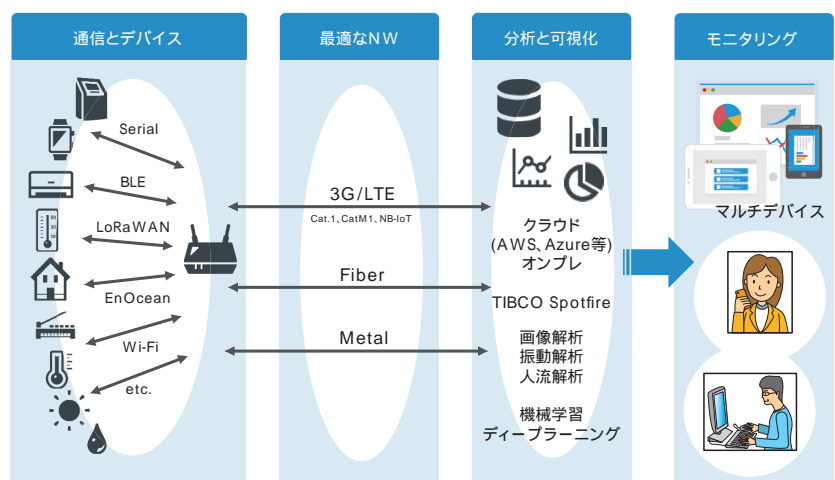 通信とデバイス
最適なNW
分析と可視化
モニタリング
Serial
BLE
LoRaWAN
EnOcean
Wi-Fi
etc.
3G/LTE
Cat.1、CatM1、NB-IoT
Fiber
Metal
クラウド
(AWS、Azure等)
オンプレ
TIBCO Spotfire
画像解析
振動解析
人流解析
機械学習
ディープラーニング
マルチデバイス